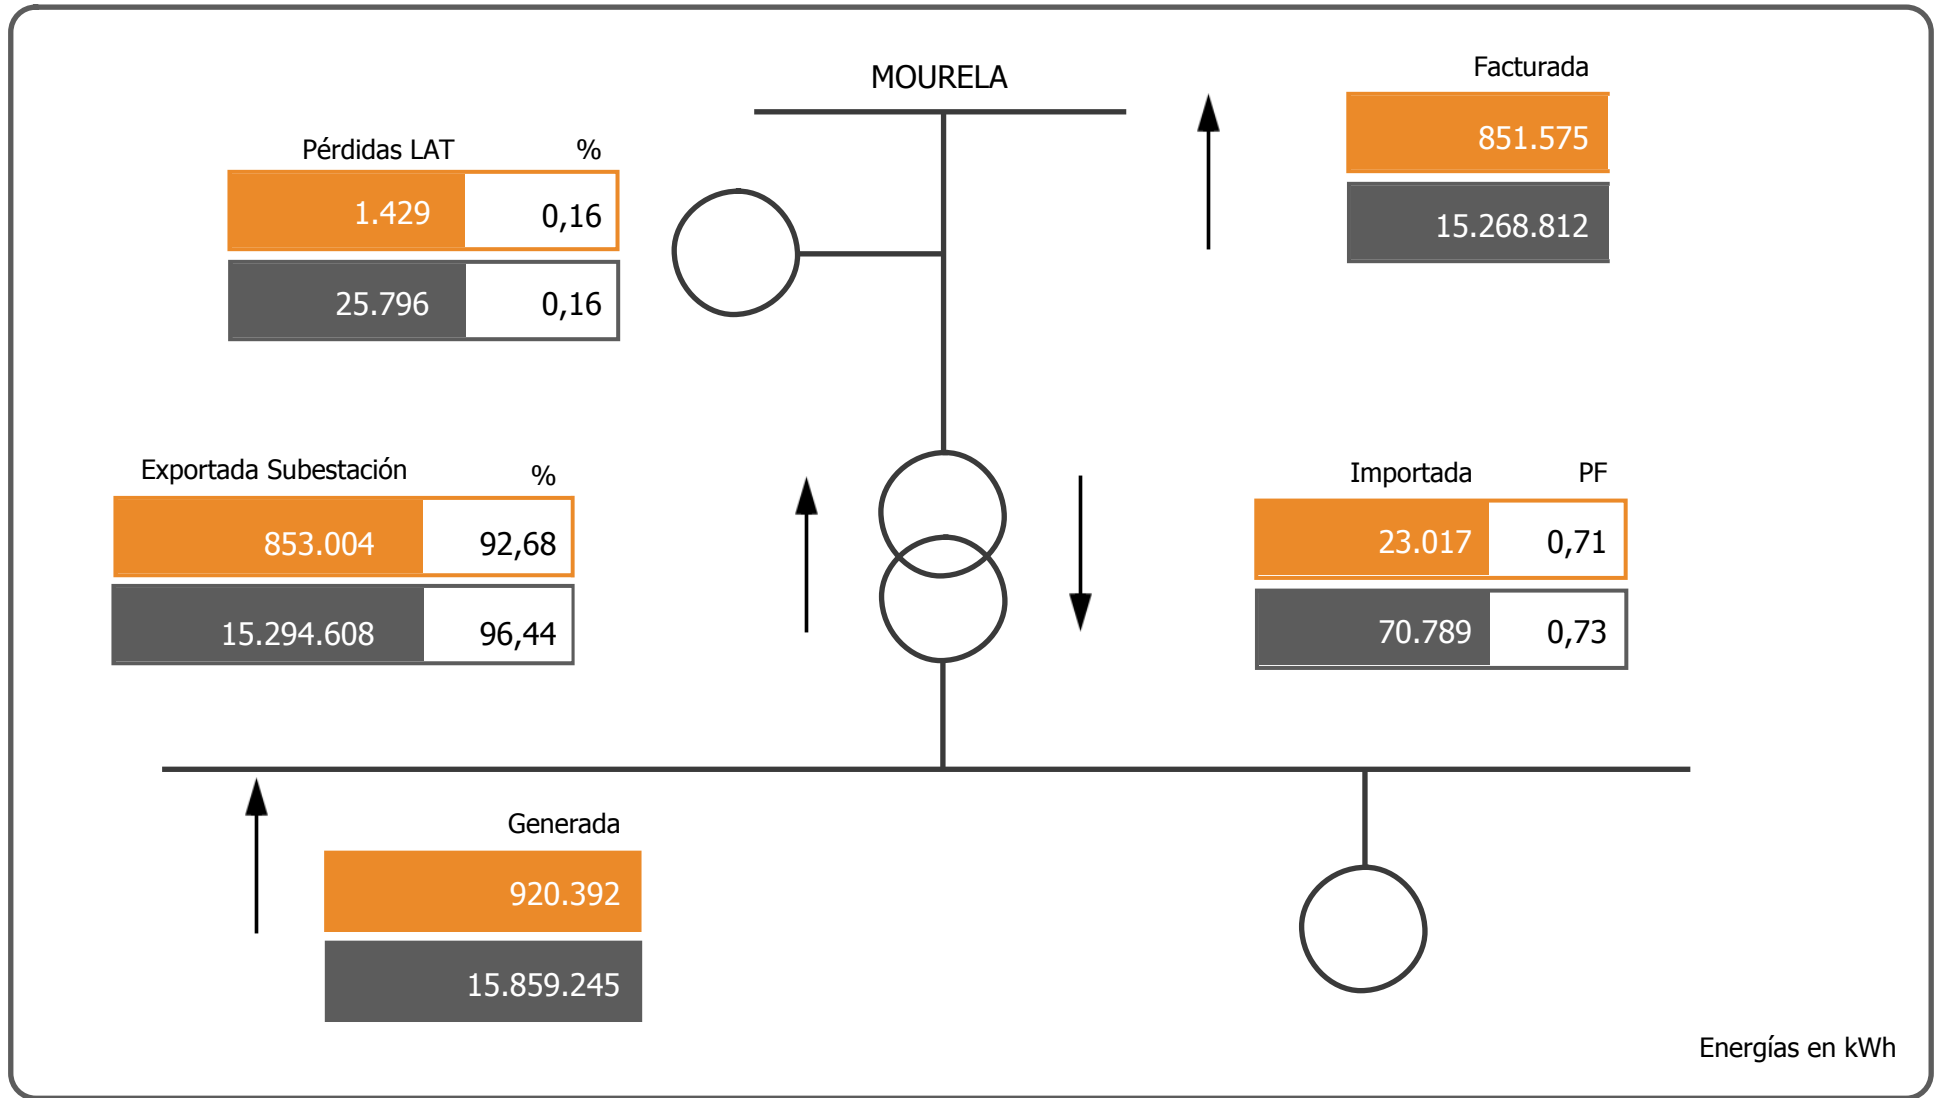 MOURELA
Facturada
851.575
15.268.812
Pérdidas LAT %
1.429 0,16
25.796 0,16
Exportada Subestación %
853.004 92,68
15.294.608 96,44
Importada PF
23.017 0,71
70.789 0,73
Generada
920.392
15.859.245
Energías en kWh